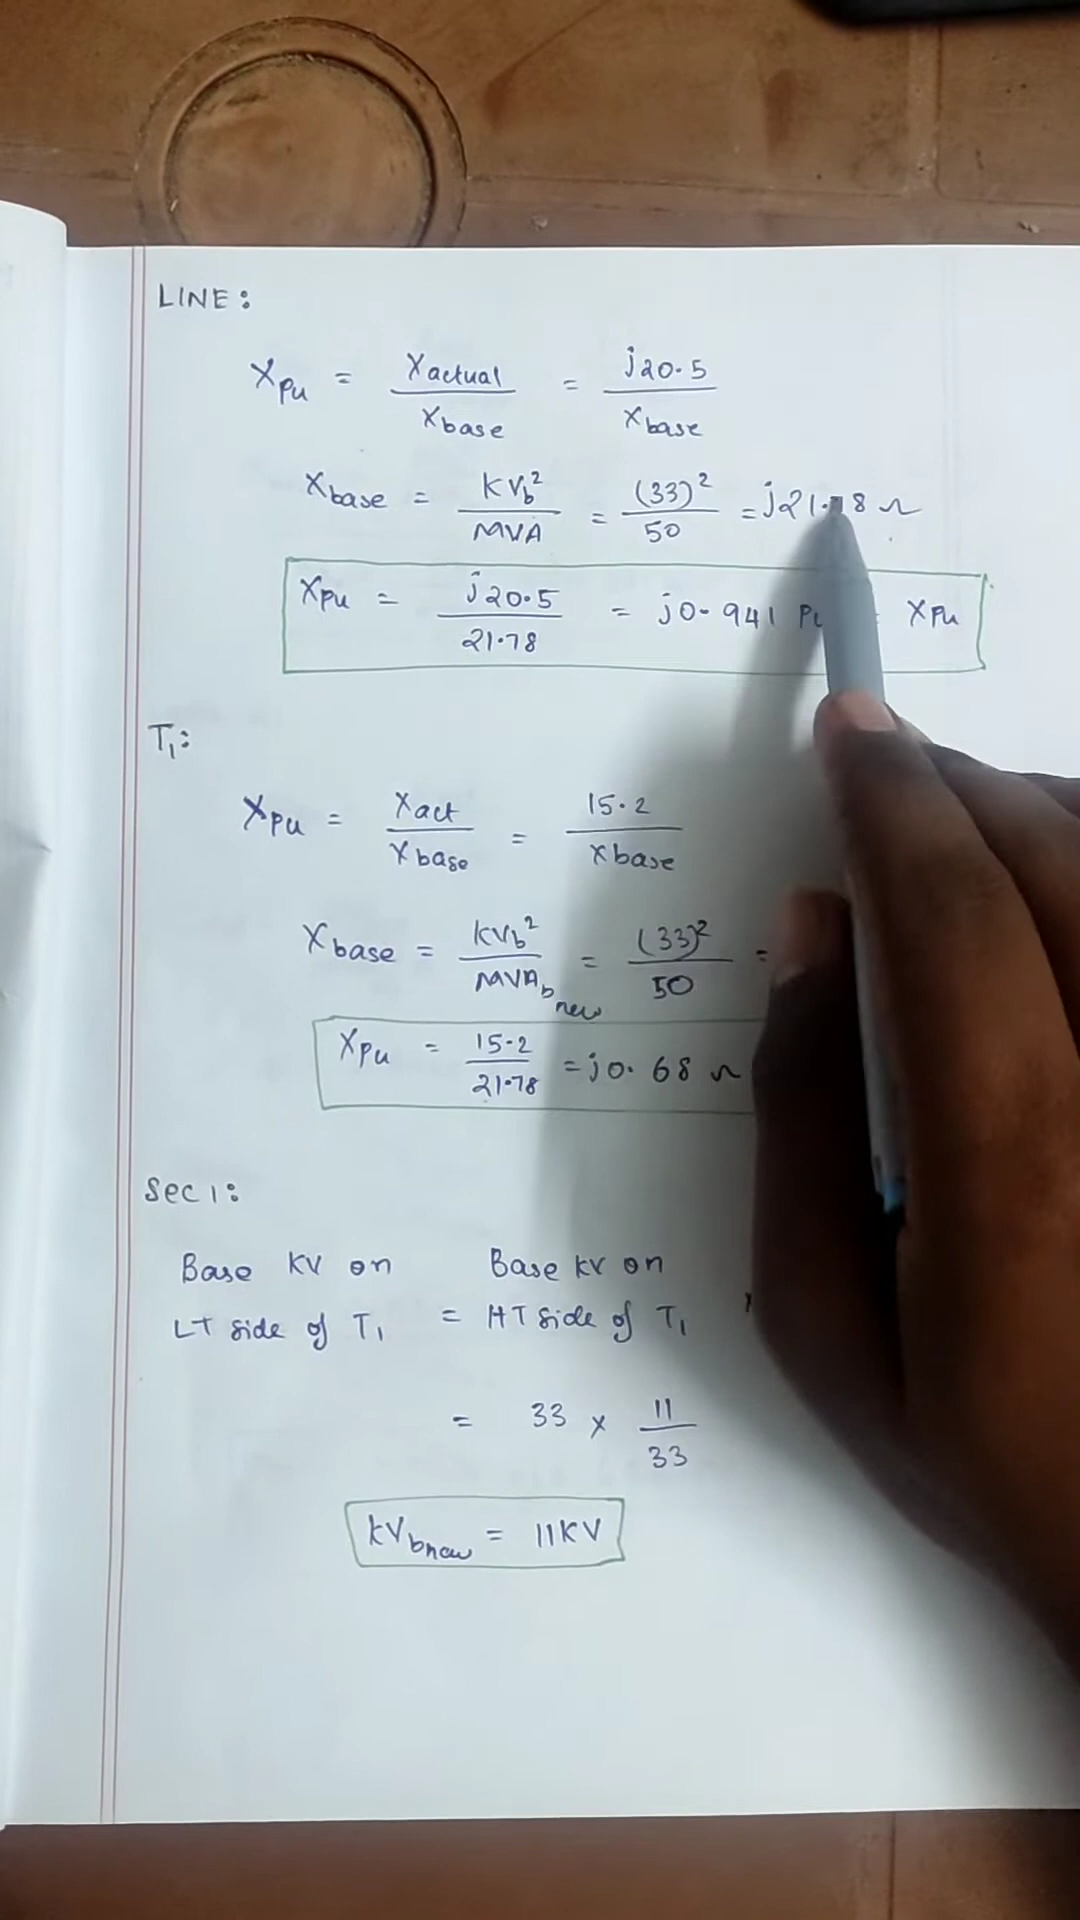 LINE:
Xpu = Xactual / Xbase = j20.5 / Xbase
Xbase = KVb² / MVA = (33)² / 50 = j21.78 Ω
Xpu = j20.5 / 21.78 = j0.941 Xpu
T1:
Xpu = Xact / Xbase = 15.2 / Xbase
Xbase = KVb² / MVAb new = (33)² / 50 =
Xpu = 15.2 / 21.78 = j0.68 Ω
Sec 1:
Base KV on LT side of T1 = Base KV on HT side of T1
= 33 × 11 / 33
KVbnew = 11KV